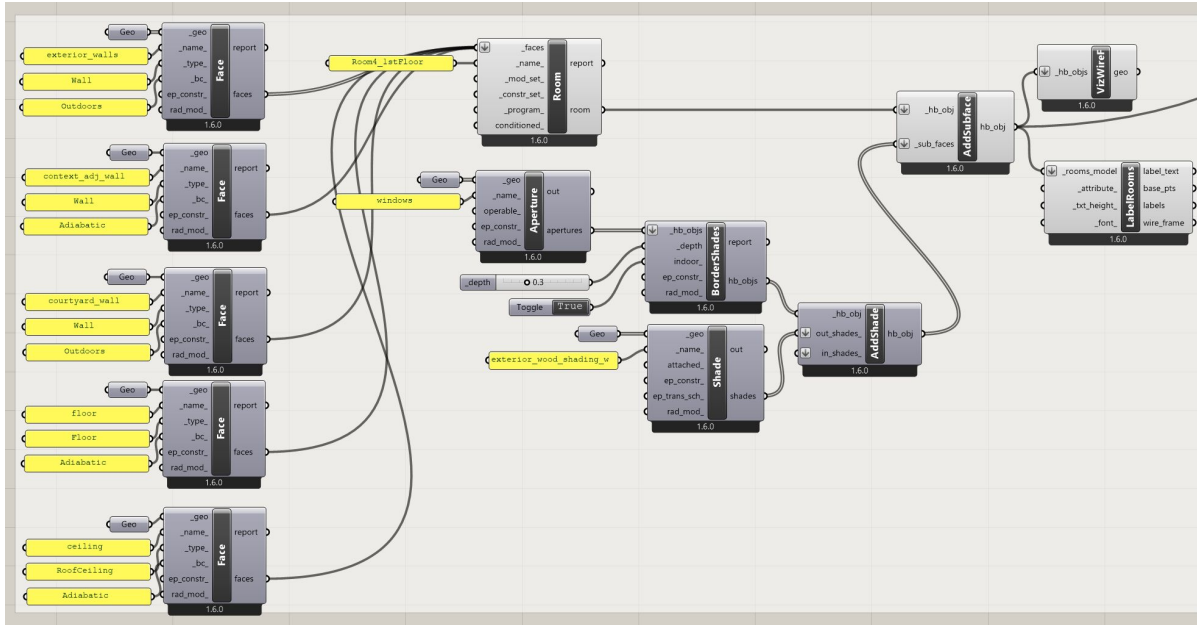 Geo
exterior_walls
Wall
Outdoors
_geo
_name_
_type_
_bc_
ep_constr_
rad_mod_
Face
report
faces
1.6.0
Geo
context_adj_wall
Wall
Adiabatic
_geo
_name_
_type_
_bc_
ep_constr_
rad_mod_
Face
report
faces
1.6.0
Geo
courtyard_wall
Wall
Outdoors
_geo
_name_
_type_
_bc_
ep_constr_
rad_mod_
Face
report
faces
1.6.0
Geo
floor
Floor
Adiabatic
_geo
_name_
_type_
_bc_
ep_constr_
rad_mod_
Face
report
faces
1.6.0
Geo
ceiling
RoofCeiling
Adiabatic
_geo
_name_
_type_
_bc_
ep_constr_
rad_mod_
Face
report
faces
1.6.0
Room4_1stFloor
_faces
_name_
_mod_set_
_constr_set_
_program_
conditioned_
Room
report
room
1.6.0
Geo
windows
_geo
_name_
operable_
ep_constr_
rad_mod_
Aperture
out
apertures
1.6.0
_depth
0.3
Toggle
True
_hb_objs
_depth
indoor_
ep_constr_
rad_mod_
BorderShades
report
hb_objs
1.6.0
Geo
exterior_wood_shading_w
_geo
_name_
attached_
ep_constr_
ep_trans_sch_
rad_mod_
Shade
out
shades
1.6.0
_hb_obj
out_shades_
in_shades_
AddShade
hb_obj
1.6.0
_hb_obj
_sub_faces
AddSubface
hb_obj
1.6.0
_hb_objs
VizWireF
geo
1.6.0
_rooms_model
_attribute_
_txt_height_
_font_
LabelRooms
label_text
base_pts
labels
wire_frame
1.6.0